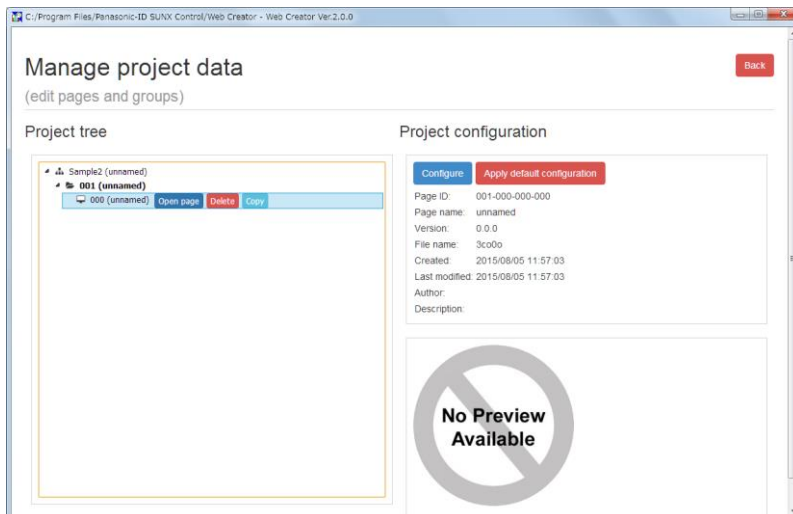 C:/Program Files/Panasonic-ID SUNX Control/Web Creator - Web Creator Ver.2.0.0
Manage project data
Back
(edit pages and groups)
Project tree
Project configuration
Sample2 (unnamed)
001 (unnamed)
000 (unnamed) Open page Delete Copy
Configure Apply default configuration
Page ID: 001-000-000-000
Page name: unnamed
Version: 0.0.0
File name: 3co0o
Created: 2015/08/05 11:57:03
Last modified: 2015/08/05 11:57:03
Author:
Description:
No Preview
Available